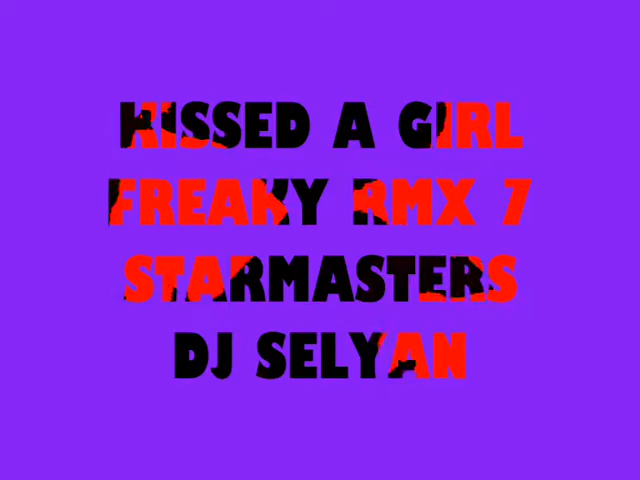 KISSED A GIRL
FREAKY RMX 7
STARMASTERS
DJ SELYAN